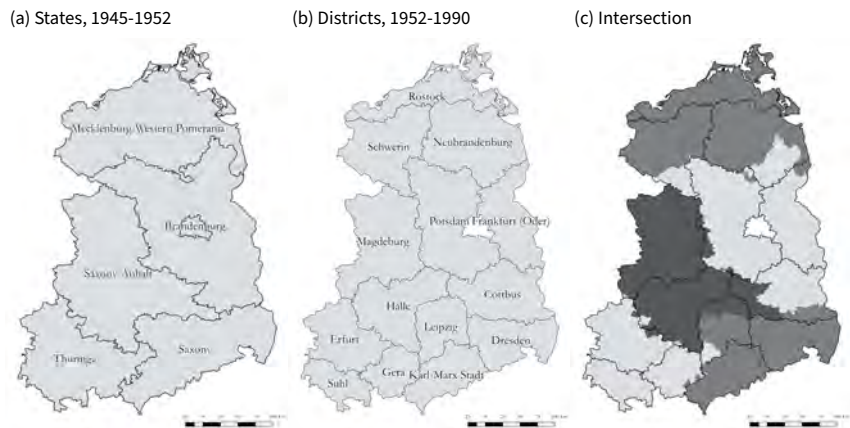 (a) States, 1945-1952
(b) Districts, 1952-1990
(c) Intersection
Mecklenburg-Western Pomerania
Brandenburg
Saxony-Anhalt
Thuringa
Saxony
Rostock
Schwerin
Neubrandenburg
Potsdam
Frankfurt (Oder)
Magdeburg
Cottbus
Halle
Leipzig
Erfurt
Dresden
Gera
Karl-Marx-Stadt
Suhl